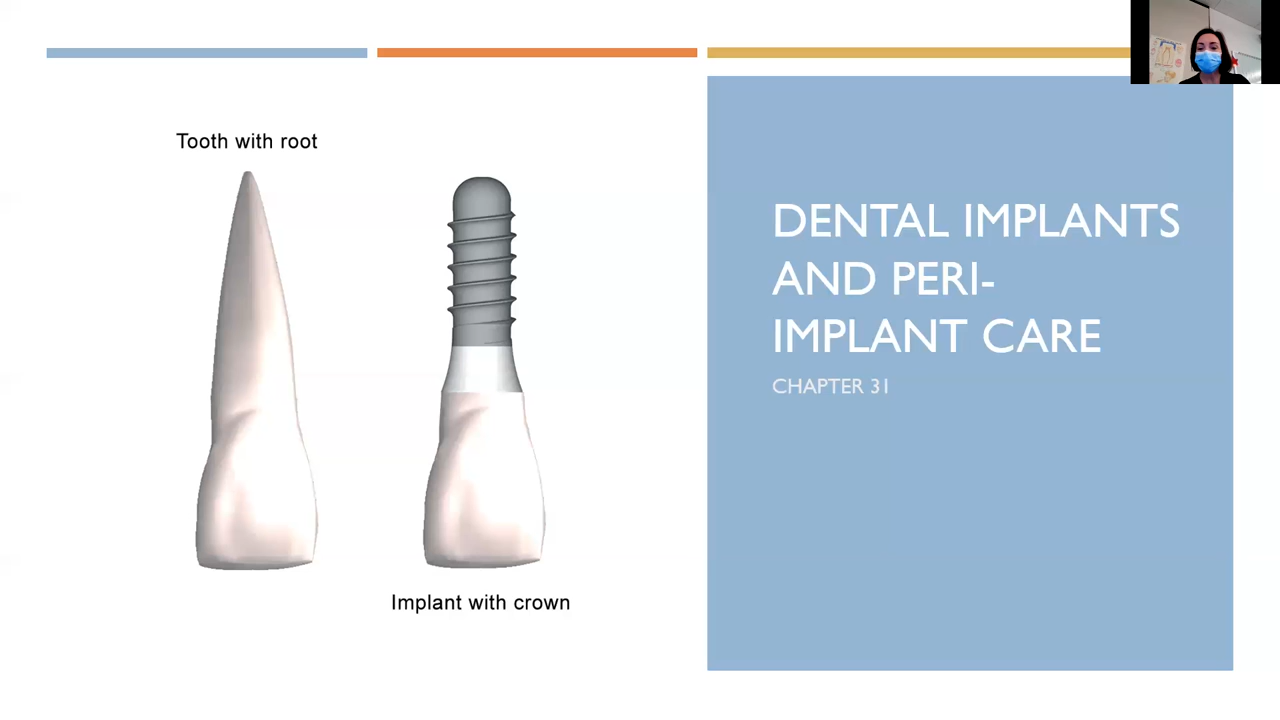 Tooth with root
Implant with crown
DENTAL IMPLANTS
AND PERI-
IMPLANT CARE
CHAPTER 31